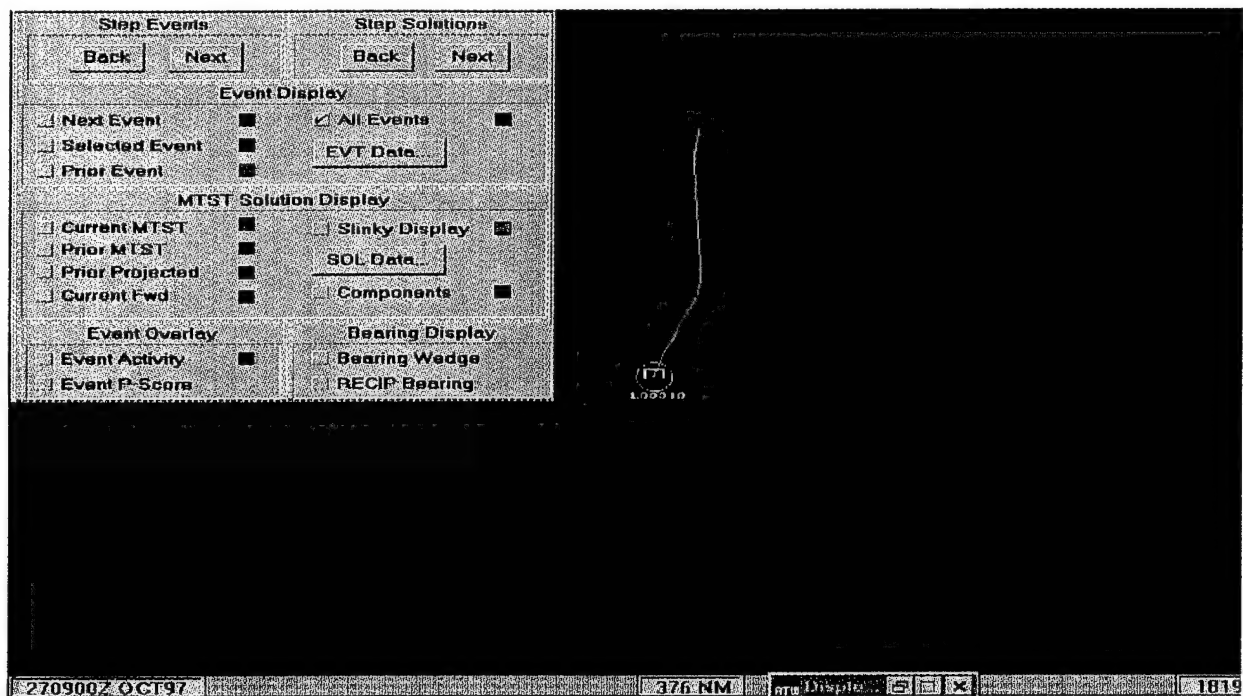 Step Events
Back Next
Step Solutions
Back Next
Event Display
Next Event
Selected Event
Prior Event
All Events
EVT Data...
MTST Solution Display
Current MTST
Prior MTST
Prior Projected
Current Fwd
Slinky Display
SOL Data...
Components
Event Overlay
Event Activity
Event P-Score
Bearing Display
Bearing Wedge
RECIP Bearing
270900Z OCT97
376 NM
Displa...
1819